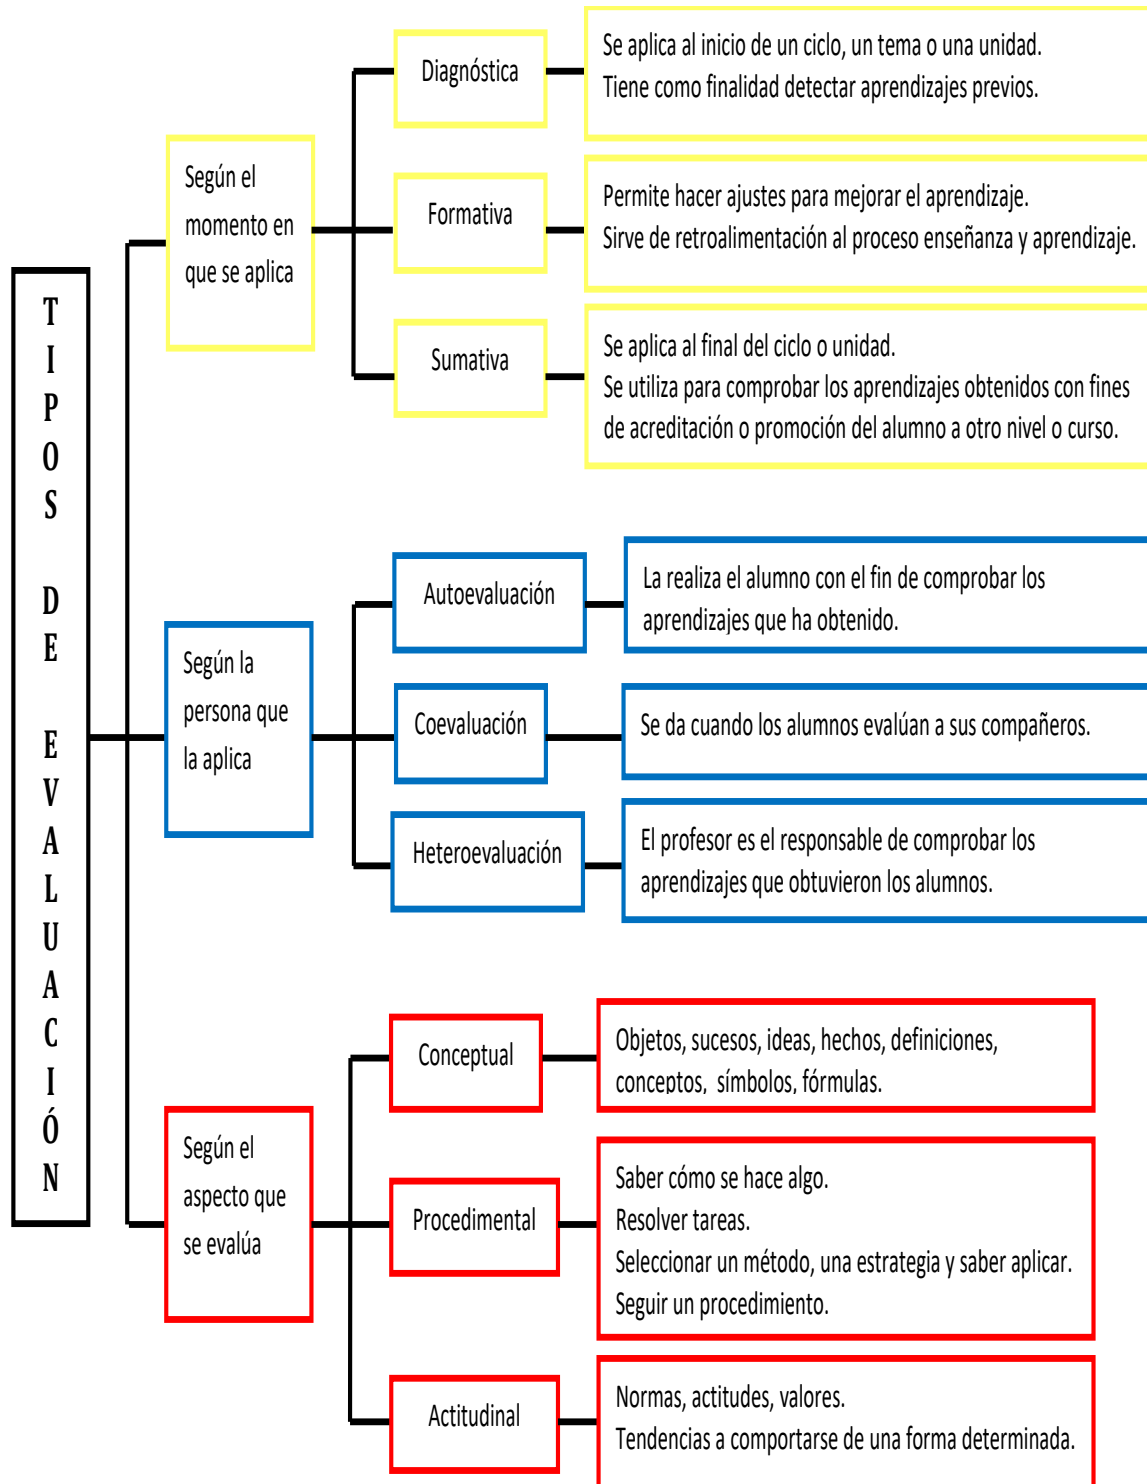 TIPOS DE EVALUACIÓN
Según el
momento en
que se aplica
Diagnóstica
Se aplica al inicio de un ciclo, un tema o una unidad.
Tiene como finalidad detectar aprendizajes previos.
Formativa
Permite hacer ajustes para mejorar el aprendizaje.
Sirve de retroalimentación al proceso enseñanza y aprendizaje.
Sumativa
Se aplica al final del ciclo o unidad.
Se utiliza para comprobar los aprendizajes obtenidos con fines
de acreditación o promoción del alumno a otro nivel o curso.
Según la
persona que
la aplica
Autoevaluación
La realiza el alumno con el fin de comprobar los
aprendizajes que ha obtenido.
Coevaluación
Se da cuando los alumnos evalúan a sus compañeros.
Heteroevaluación
El profesor es el responsable de comprobar los
aprendizajes que obtuvieron los alumnos.
Según el
aspecto que
se evalúa
Conceptual
Objetos, sucesos, ideas, hechos, definiciones,
conceptos,  símbolos, fórmulas.
Procedimental
Saber cómo se hace algo.
Resolver tareas.
Seleccionar un método, una estrategia y saber aplicar.
Seguir un procedimiento.
Actitudinal
Normas, actitudes, valores.
Tendencias a comportarse de una forma determinada.